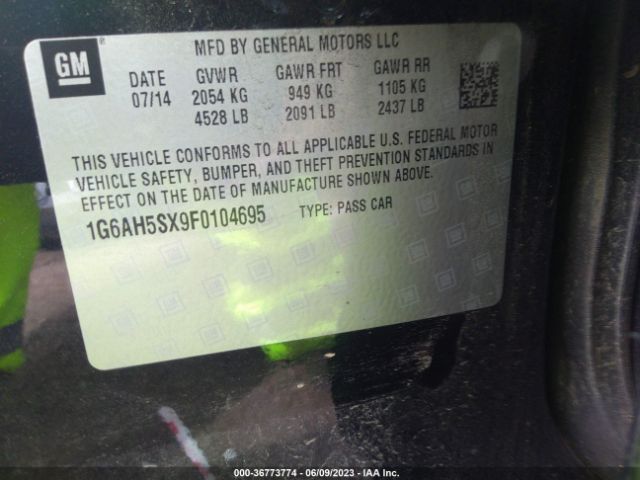 GM
MFD BY GENERAL MOTORS LLC
DATE GVWR GAWR FRT GAWR RR
07/14 2054 KG 949 KG 1105 KG
4528 LB 2091 LB 2437 LB
THIS VEHICLE CONFORMS TO ALL APPLICABLE U.S. FEDERAL MOTOR
VEHICLE SAFETY, BUMPER, AND THEFT PREVENTION STANDARDS IN
EFFECT ON THE DATE OF MANUFACTURE SHOWN ABOVE.
1G6AH5SX9F0104695 TYPE: PASS CAR
000-36773774 | 06/09/2023 | IAA Inc.